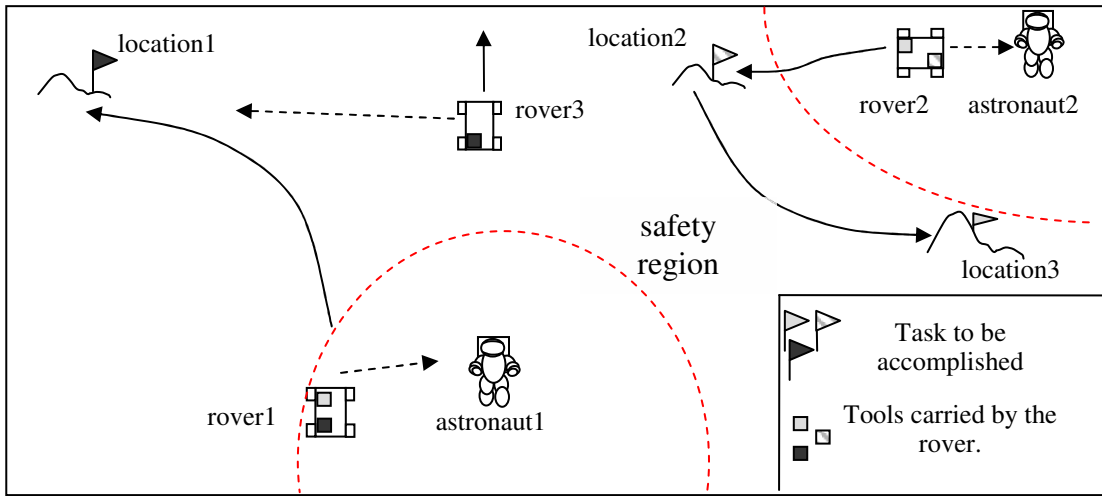 location1
location2
rover3
rover2
astronaut2
safety
region
location3
rover1
astronaut1
Task to be
accomplished
Tools carried by the
rover.